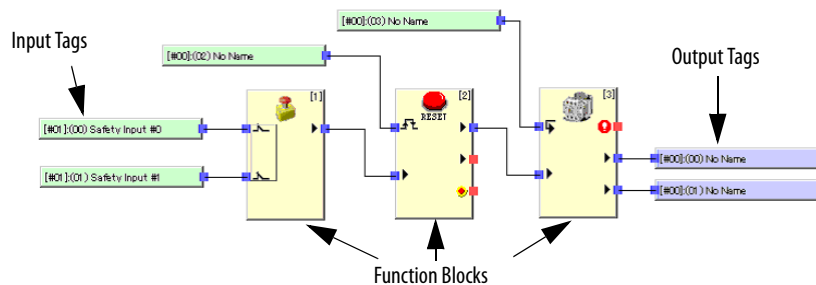 [#00]:(03) No Name
Input Tags
[#00]:(02) No Name
Output Tags
[1]
[2]
[3]
RESET
[#01]:(00) Safety Input #0
[#00]:(00) No Name
[#01]:(01) Safety Input #1
[#00]:(01) No Name
Function Blocks